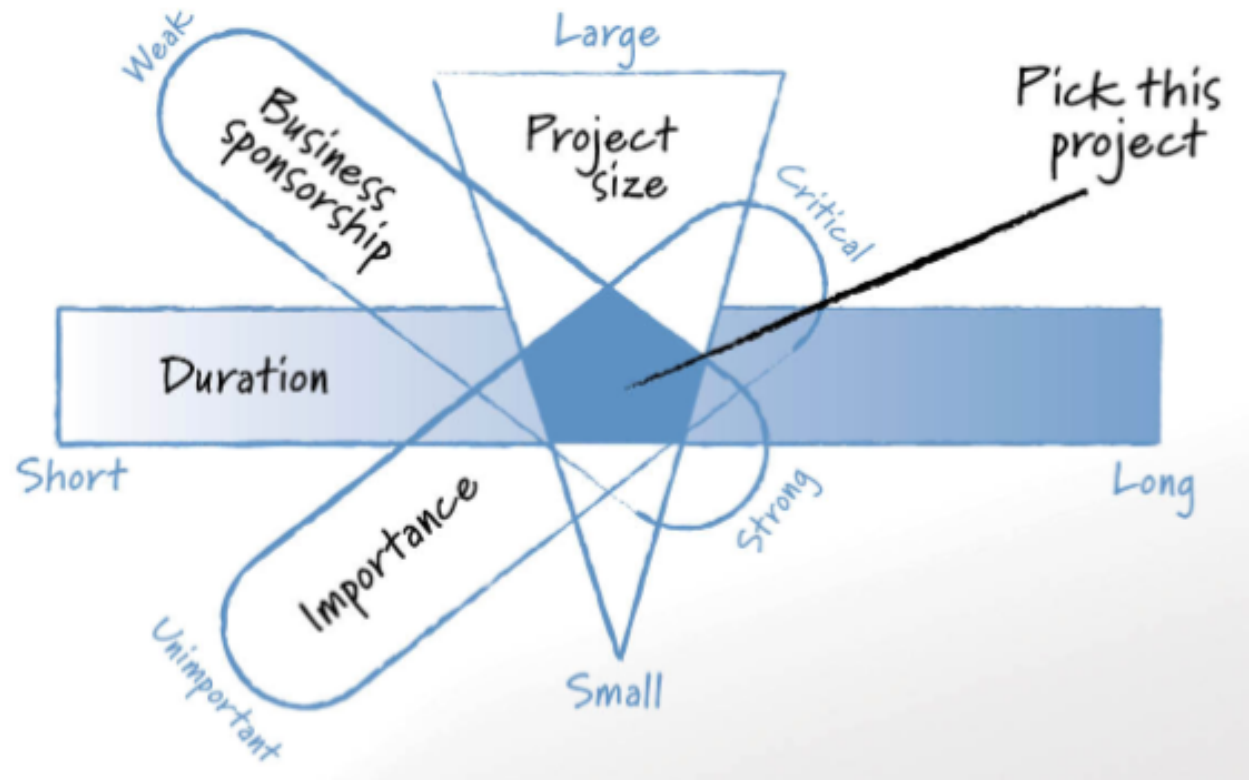 Weak
Business
sponsorship
Large
Project
size
Critical
Pick this
project
Duration
Short
Long
Strong
Importance
Unimportant
Small